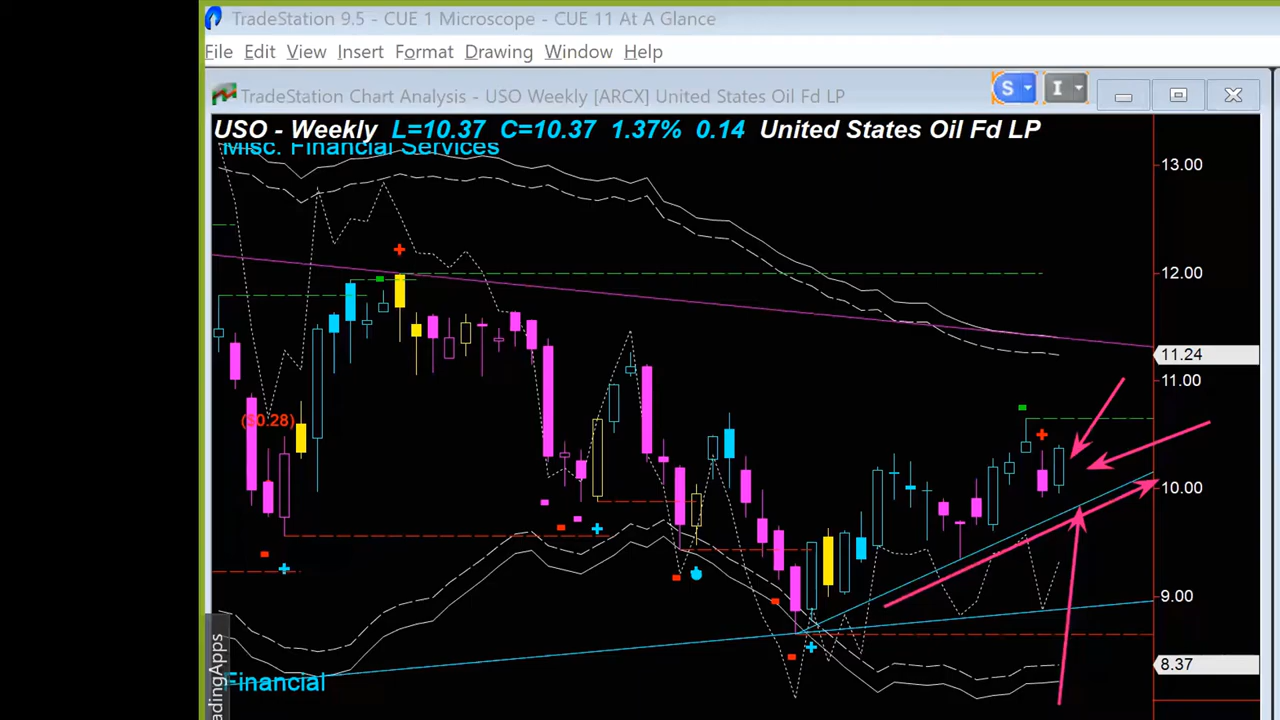 TradeStation 9.5 - CUE 1 Microscope - CUE 11 At A Glance
File Edit View Insert Format Drawing Window Help
TradeStation Chart Analysis - USO Weekly [ARCX] United States Oil Fd LP
S I
USO - Weekly L=10.37 C=10.37 1.37% 0.14 United States Oil Fd LP
Misc. Financial Services
13.00
12.00
11.24
11.00
($0.28)
10.00
9.00
8.37
Financial